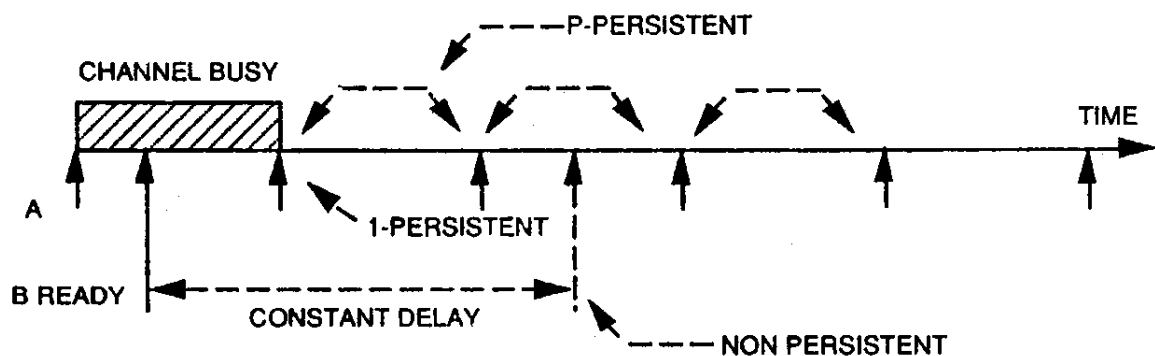 P-PERSISTENT
CHANNEL BUSY
TIME
A
1-PERSISTENT
B READY
CONSTANT DELAY
NON PERSISTENT